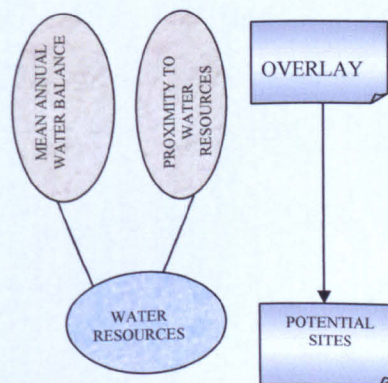 MEAN ANNUAL
WATER BALANCE
PROXIMITY TO
WATER
RESOURCES
OVERLAY
WATER
RESOURCES
POTENTIAL
SITES